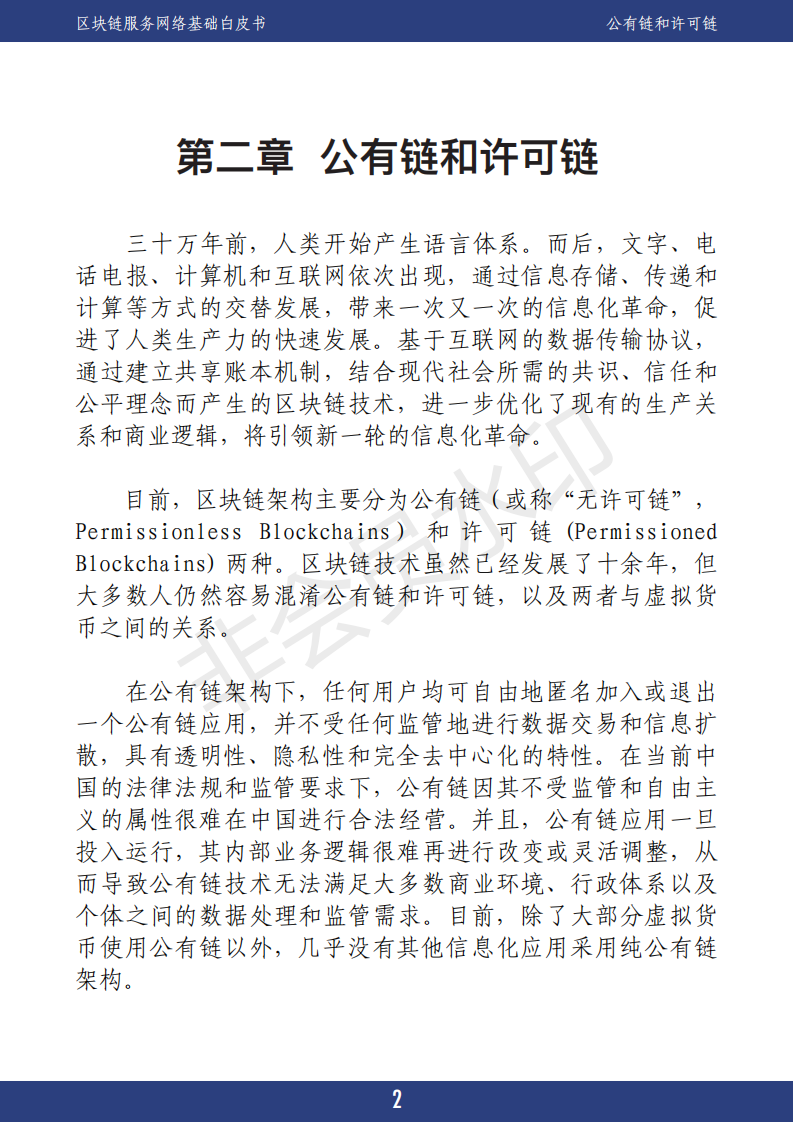 区块链服务网络基础白皮书
公有链和许可链
第二章 公有链和许可链
三十万年前，人类开始产生语言体系。而后，文字、电
话电报、计算机和互联网依次出现，通过信息存储、传递和
计算等方式的交替发展，带来一次又一次的信息化革命，促
进了人类生产力的快速发展。基于互联网的数据传输协议，
通过建立共享账本机制，结合现代社会所需的共识、信任和
公平理念而产生的区块链技术，进一步优化了现有的生产关
系和商业逻辑，将引领新一轮的信息化革命。
目前，区块链架构主要分为公有链（或称“无许可链”，
Permissionless Blockchains）和许可链(Permissioned
Blockchains)两种。区块链技术虽然已经发展了十余年，但
大多数人仍然容易混淆公有链和许可链，以及两者与虚拟货
币之间的关系。
在公有链架构下，任何用户均可自由地匿名加入或退出
一个公有链应用，并不受任何监管地进行数据交易和信息扩
散，具有透明性、隐私性和完全去中心化的特性。在当前中
国的法律法规和监管要求下，公有链因其不受监管和自由主
义的属性很难在中国进行合法经营。并且，公有链应用一旦
投入运行，其内部业务逻辑很难再进行改变或灵活调整，从
而导致公有链技术无法满足大多数商业环境、行政体系以及
个体之间的数据处理和监管需求。目前，除了大部分虚拟货
币使用公有链以外，几乎没有其他信息化应用采用纯公有链
架构。
非会员水印
2